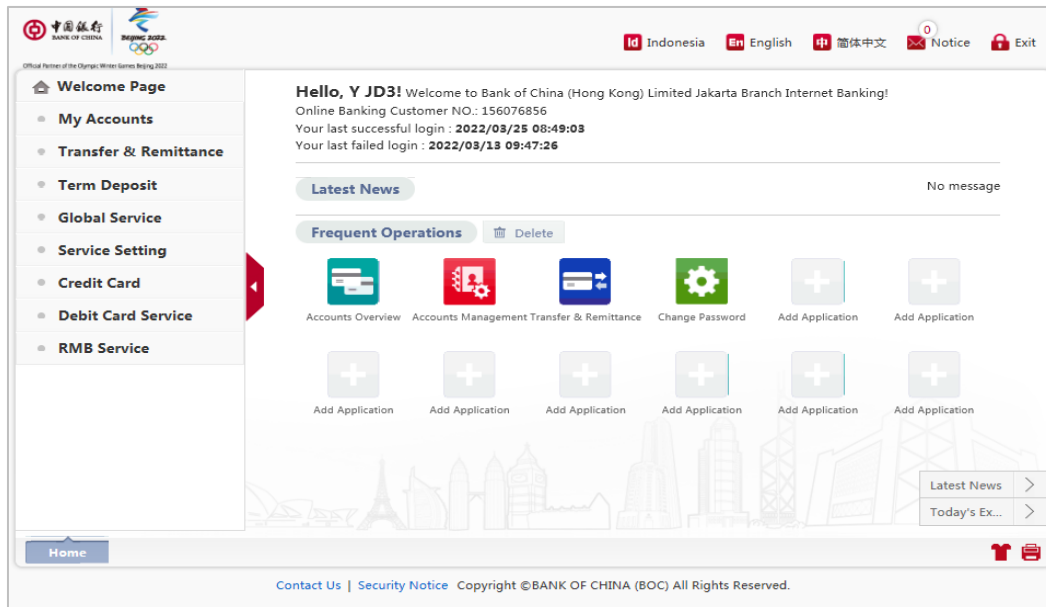 中国银行
BANK OF CHINA
BEIJING 2022
Official Partner of the Olympic Winter Games Beijing 2022
Id Indonesia
En English
中 简体中文
0
Notice
Exit
Welcome Page
My Accounts
Transfer & Remittance
Term Deposit
Global Service
Service Setting
Credit Card
Debit Card Service
RMB Service
Hello, Y JD3! Welcome to Bank of China (Hong Kong) Limited Jakarta Branch Internet Banking!
Online Banking Customer NO.: 156076856
Your last successful login : 2022/03/25 08:49:03
Your last failed login : 2022/03/13 09:47:26
Latest News
No message
Frequent Operations
Delete
Accounts Overview
Accounts Management
Transfer & Remittance
Change Password
Add Application
Add Application
Add Application
Add Application
Add Application
Add Application
Add Application
Add Application
Latest News
Today's Ex...
Home
Contact Us | Security Notice Copyright ©BANK OF CHINA (BOC) All Rights Reserved.